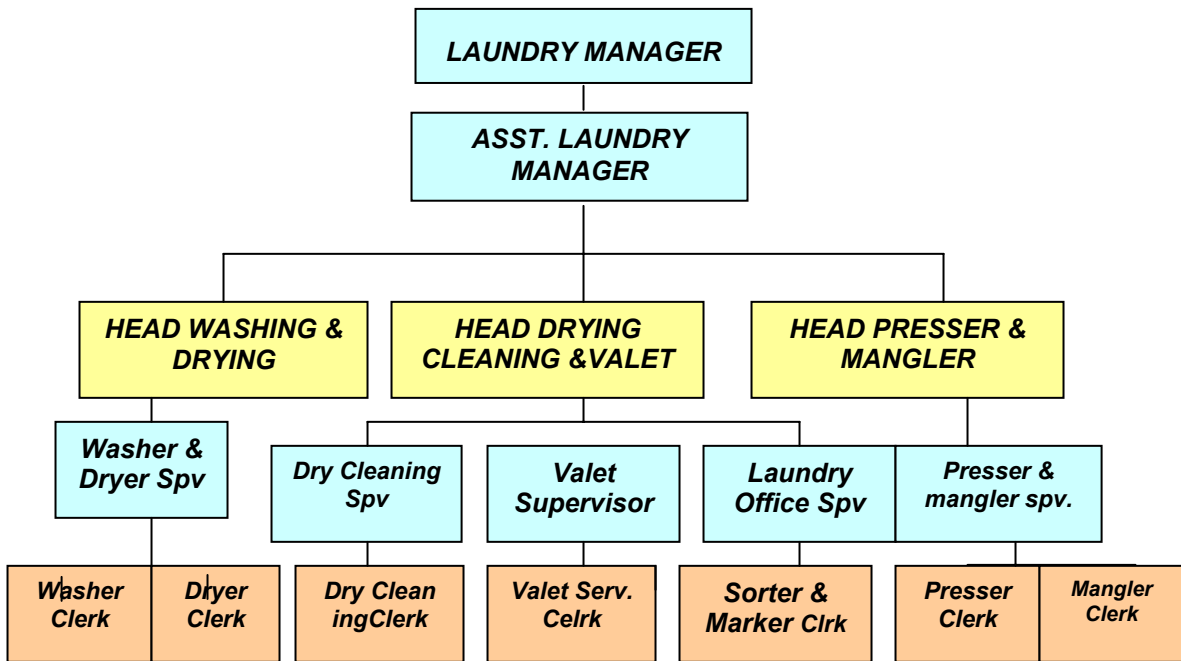 LAUNDRY MANAGER
ASST. LAUNDRY
MANAGER
HEAD WASHING &
DRYING
HEAD DRYING
CLEANING &VALET
HEAD PRESSER &
MANGLER
Washer &
Dryer Spv
Dry Cleaning
Spv
Valet
Supervisor
Laundry
Office Spv
Presser &
mangler spv.
Washer
Clerk
Dryer
Clerk
Dry Clean
ingClerk
Valet Serv.
Celrk
Sorter &
Marker Clrk
Presser
Clerk
Mangler
Clerk